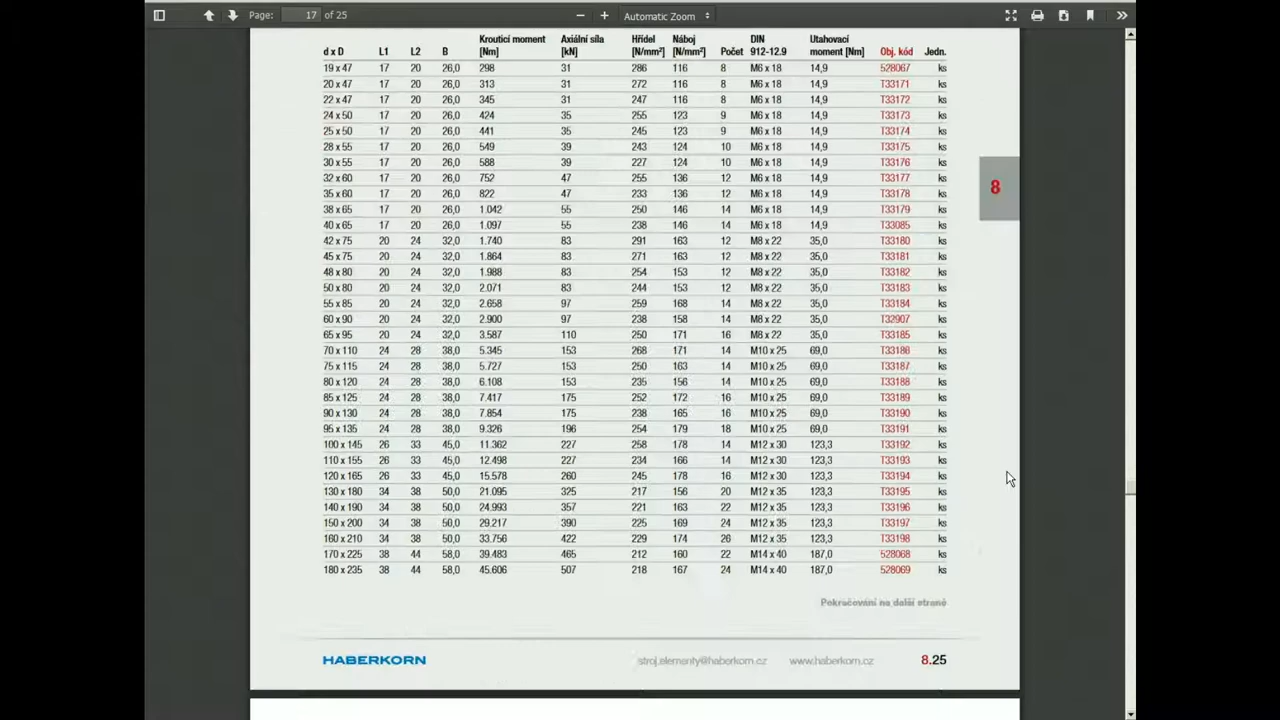 Page: 17 of 25 Automatic Zoom
Krouticí moment Axiální síla Hřídel Náboj DIN Utahovací
d x D L1 L2 B [Nm] [kN] [N/mm²] [N/mm²] Počet 912-12.9 moment [Nm] Obj. kód Jedn.
19 x 47 17 20 26,0 298 31 286 116 8 M6 x 18 14,9 528067 ks
20 x 47 17 20 26,0 313 31 272 116 8 M6 x 18 14,9 T33171 ks
22 x 47 17 20 26,0 345 31 247 116 8 M6 x 18 14,9 T33172 ks
24 x 50 17 20 26,0 424 35 255 123 9 M6 x 18 14,9 T33173 ks
25 x 50 17 20 26,0 441 35 245 123 9 M6 x 18 14,9 T33174 ks
28 x 55 17 20 26,0 549 39 243 124 10 M6 x 18 14,9 T33175 ks
30 x 55 17 20 26,0 588 39 227 124 10 M6 x 18 14,9 T33176 ks
32 x 60 17 20 26,0 752 47 255 136 12 M6 x 18 14,9 T33177 ks
8
35 x 60 17 20 26,0 822 47 233 136 12 M6 x 18 14,9 T33178 ks
38 x 65 17 20 26,0 1.042 55 250 146 14 M6 x 18 14,9 T33179 ks
40 x 65 17 20 26,0 1.097 55 238 146 14 M6 x 18 14,9 T33085 ks
42 x 75 20 24 32,0 1.740 83 291 163 12 M8 x 22 35,0 T33180 ks
45 x 75 20 24 32,0 1.864 83 271 163 12 M8 x 22 35,0 T33181 ks
48 x 80 20 24 32,0 1.988 83 254 153 12 M8 x 22 35,0 T33182 ks
50 x 80 20 24 32,0 2.071 83 244 153 12 M8 x 22 35,0 T33183 ks
55 x 85 20 24 32,0 2.658 97 259 168 14 M8 x 22 35,0 T33184 ks
60 x 90 20 24 32,0 2.900 97 238 158 14 M8 x 22 35,0 T32907 ks
65 x 95 20 24 32,0 3.587 110 250 171 16 M8 x 22 35,0 T33185 ks
70 x 110 24 28 38,0 5.345 153 268 171 14 M10 x 25 69,0 T33186 ks
75 x 115 24 28 38,0 5.727 153 250 163 14 M10 x 25 69,0 T33187 ks
80 x 120 24 28 38,0 6.108 153 235 156 14 M10 x 25 69,0 T33188 ks
85 x 125 24 28 38,0 7.417 175 252 172 16 M10 x 25 69,0 T33189 ks
90 x 130 24 28 38,0 7.854 175 238 165 16 M10 x 25 69,0 T33190 ks
95 x 135 24 28 38,0 9.326 196 254 179 18 M10 x 25 69,0 T33191 ks
100 x 145 26 33 45,0 11.362 227 258 178 14 M12 x 30 123,3 T33192 ks
110 x 155 26 33 45,0 12.498 227 234 166 14 M12 x 30 123,3 T33193 ks
120 x 165 26 33 45,0 15.578 260 245 178 16 M12 x 30 123,3 T33194 ks
130 x 180 34 38 50,0 21.095 325 217 156 20 M12 x 35 123,3 T33195 ks
140 x 190 34 38 50,0 24.993 357 221 163 22 M12 x 35 123,3 T33196 ks
150 x 200 34 38 50,0 29.217 390 225 169 24 M12 x 35 123,3 T33197 ks
160 x 210 34 38 50,0 33.756 422 229 174 26 M12 x 35 123,3 T33198 ks
170 x 225 38 44 58,0 39.483 465 212 160 22 M14 x 40 187,0 528068 ks
180 x 235 38 44 58,0 45.606 507 218 167 24 M14 x 40 187,0 528069 ks
Pokračování na další straně
HABERKORN stroj.elementy@haberkorn.cz www.haberkorn.cz 8.25